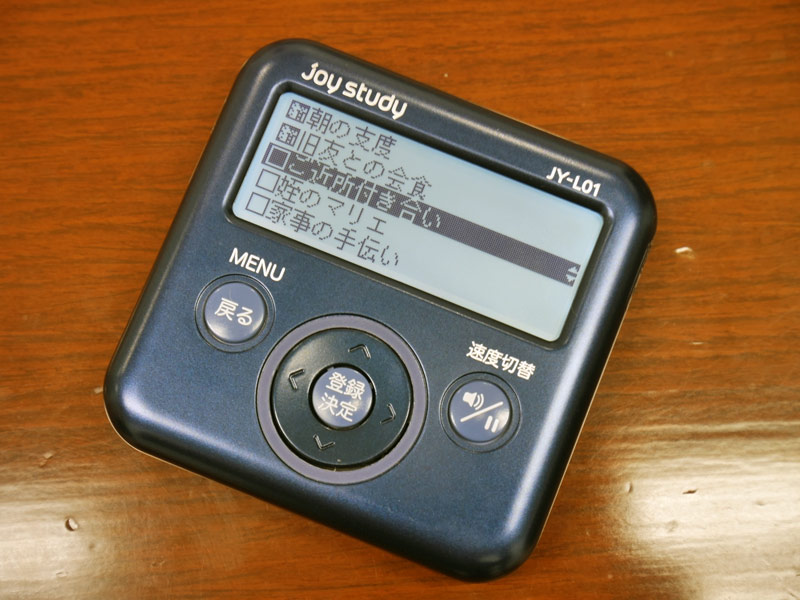 joy study
JY-L01
朝の支度
旧友との会食
ご近所付き合い
姪のマリエ
家事の手伝い
MENU
戻る
登録
決定
速度切替